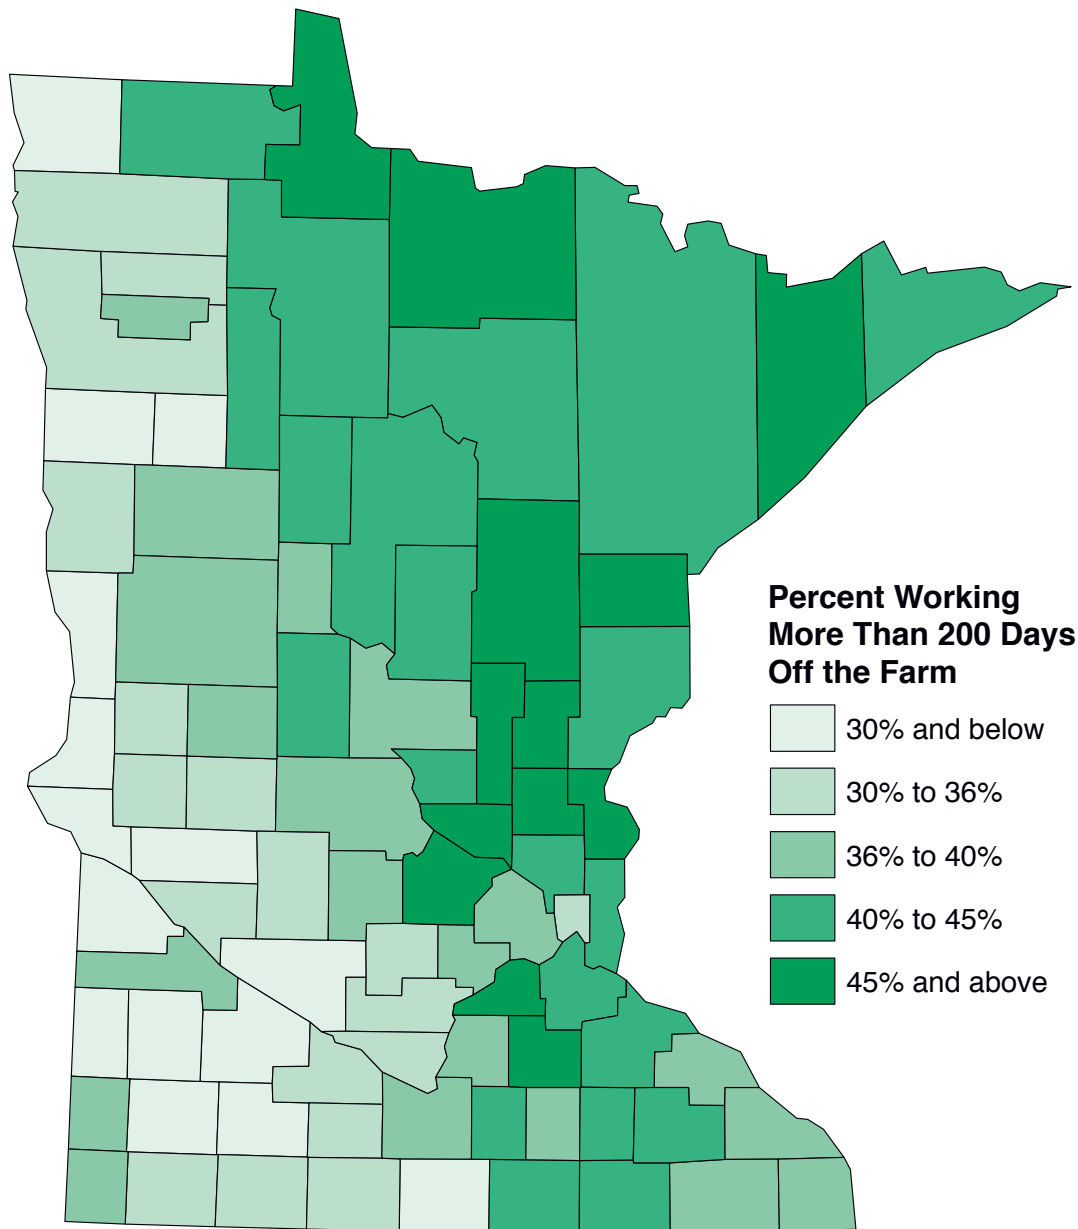 Percent Working
More Than 200 Days
Off the Farm
30% and below
30% to 36%
36% to 40%
40% to 45%
45% and above